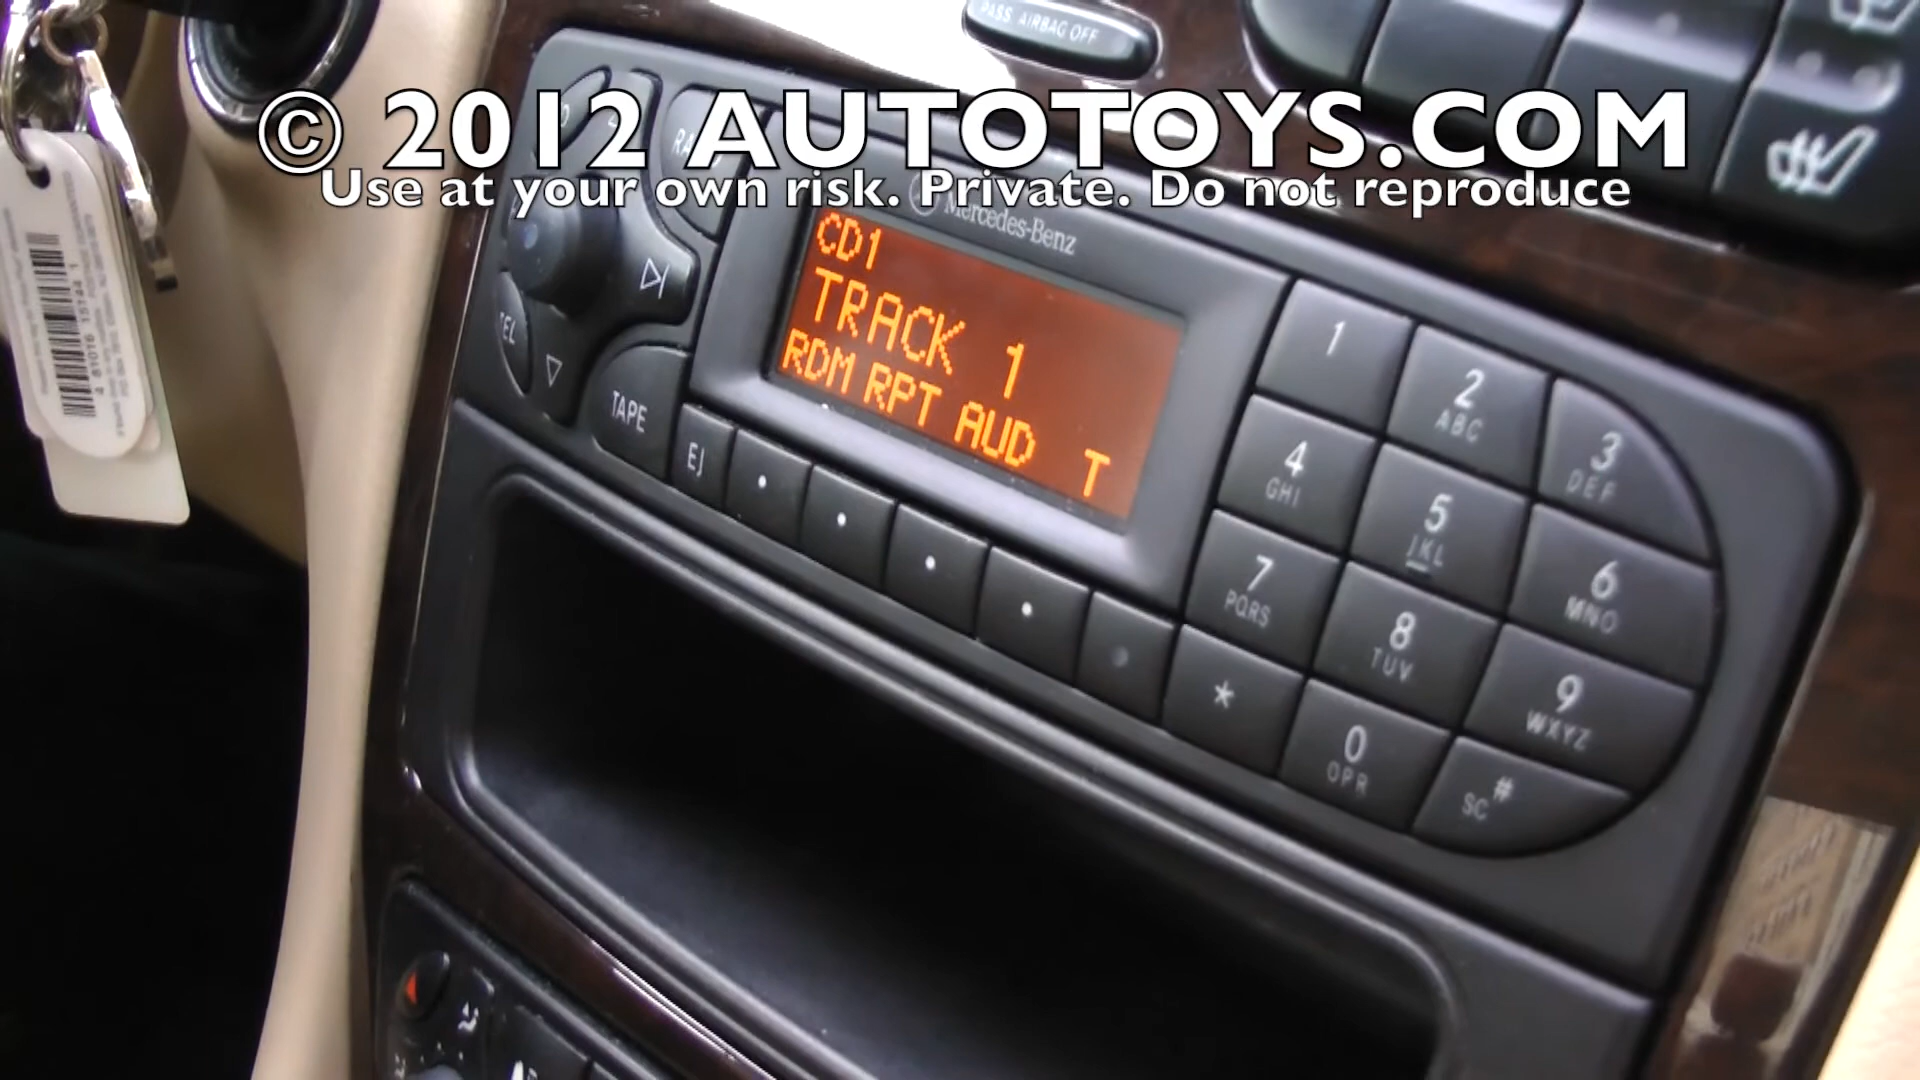 PASS AIRBAG OFF
© 2012 AUTOTOYS.COM
Use at your own risk. Private. Do not reproduce
Mercedes-Benz
CD1
TRACK 1
RDM RPT AUD T
TEL
TAPE
EJ
1
2
ABC
3
DEF
4
GHI
5
JKL
6
MNO
7
PQRS
8
TUV
9
WXYZ
*
0
OPR
SC #